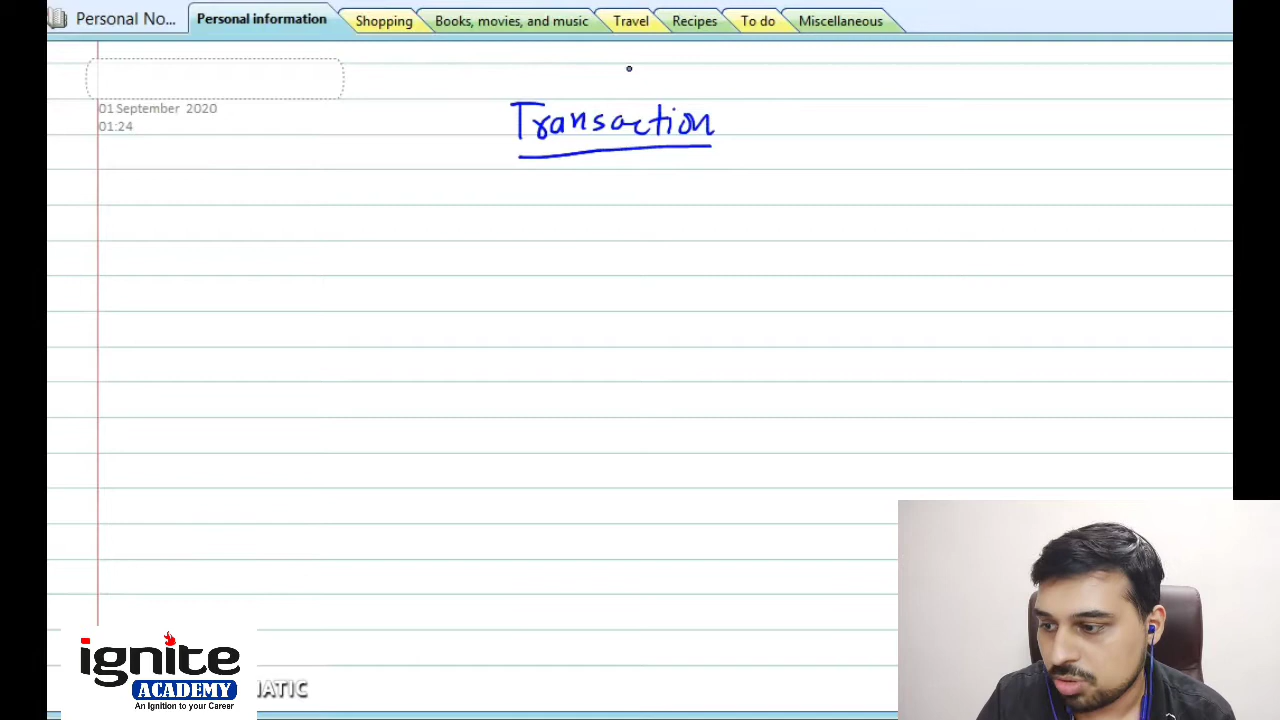 Personal No... Personal information Shopping Books, movies, and music Travel Recipes To do Miscellaneous
01 September 2020
01:24
Transaction
ignite
ACADEMY
An Ignition to your Career